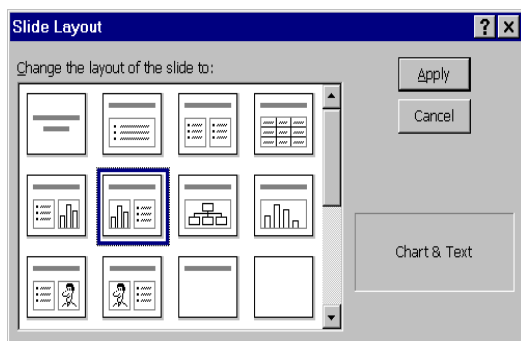 Slide Layout
Change the layout of the slide to:
Apply
Cancel
Chart & Text